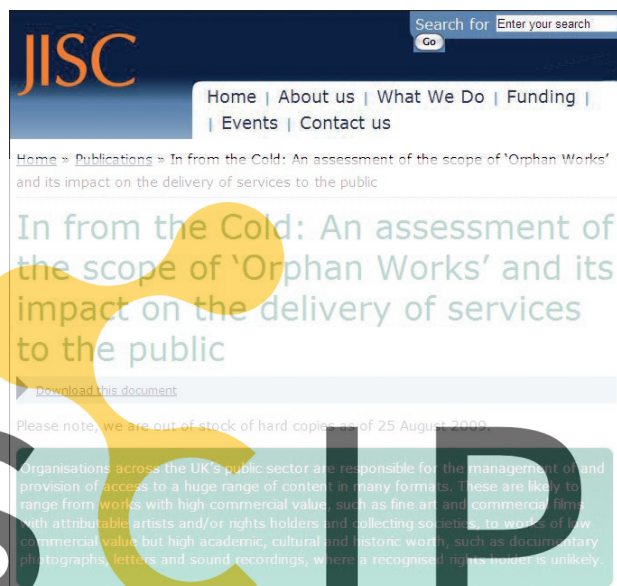 JISC
Search for Enter your search
Go
Home | About us | What We Do | Funding |
| Events | Contact us
Home » Publications » In from the Cold: An assessment of the scope of ‘Orphan Works’
and its impact on the delivery of services to the public
In from the Cold: An assessment of
the scope of ‘Orphan Works’ and its
impact on the delivery of services
to the public
Download this document
Please note, we are out of stock of hard copies as of 25 August 2009.
Organisations across the UK’s public sector are responsible for the management of and
provision of access to a huge range of content in many formats. These are likely to
range from works with high commercial value, such as fine art and commercial films
with attributable artists and/or rights holders and collecting societies, to works of low
commercial value but high academic, cultural and historic worth, such as documentary
photographs, letters and sound recordings, where a recognised rights holder is unlikely.
SCIP